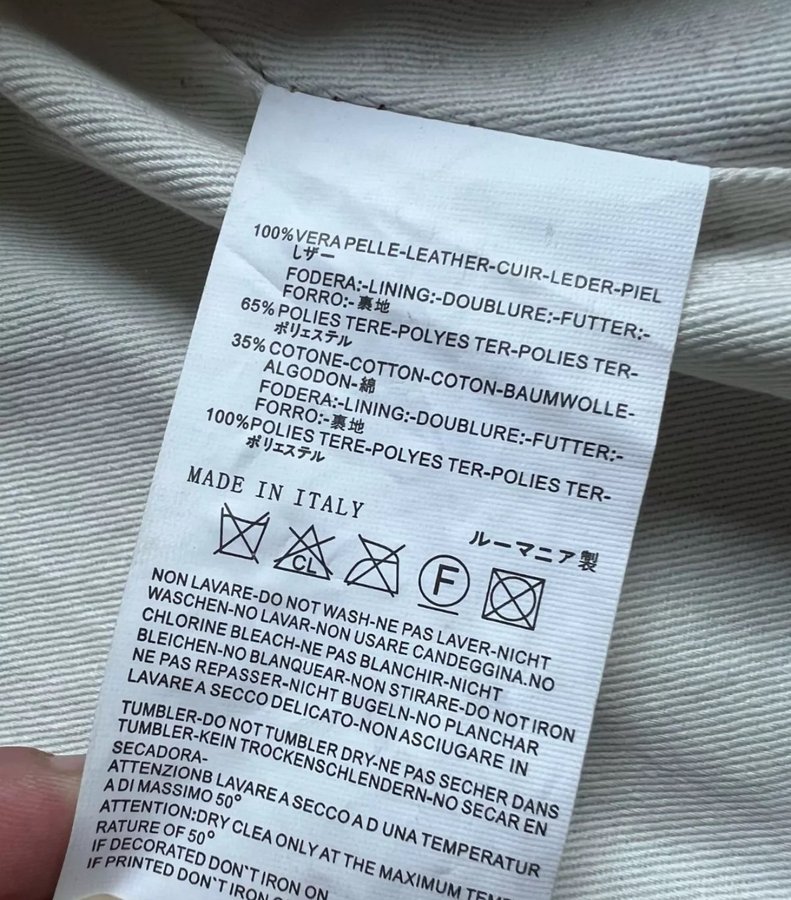 100%VERA PELLE-LEATHER-CUIR-LEDER-PIEL
しザー
FODERA:-LINING:-DOUBLURE:-FUTTER:-
FORRO:-裏地
65% POLIES TERE-POLYES TER-POLIES TER-
ポリエステル
35% COTONE-COTTON-COTON-BAUMWOLLE-
ALGODON-綿
FODERA:-LINING:-DOUBLURE:-FUTTER:-
FORRO:-裏地
100%POLIES TERE-POLYES TER-POLIES TER-
ポリエステル
MADE IN ITALY
ルーマニア製
CL
F
NON LAVARE-DO NOT WASH-NE PAS LAVER-NICHT
WASCHEN-NO LAVAR-NON USARE CANDEGGINA.NO
CHLORINE BLEACH-NE PAS BLANCHIR-NICHT
BLEICHEN-NO BLANQUEAR-NON STIRARE-DO NOT IRON
NE PAS REPASSER-NICHT BUGELN-NO PLANCHAR
LAVARE A SECCO DELICATO-NON ASCIUGARE IN
TUMBLER-DO NOT TUMBLER DRY-NE PAS SECHER DANS
TUMBLER-KEIN TROCKENSCHLENDERN-NO SECAR EN
SECADORA-
ATTENZIONB LAVARE A SECCO A D UNA TEMPERATUR
A DI MASSIMO 50°
ATTENTION:DRY CLEA ONLY AT THE MAXIMUM TEMP
RATURE OF 50°
IF DECORATED DON`T IRON ON
IF PRINTED DON`T IRON